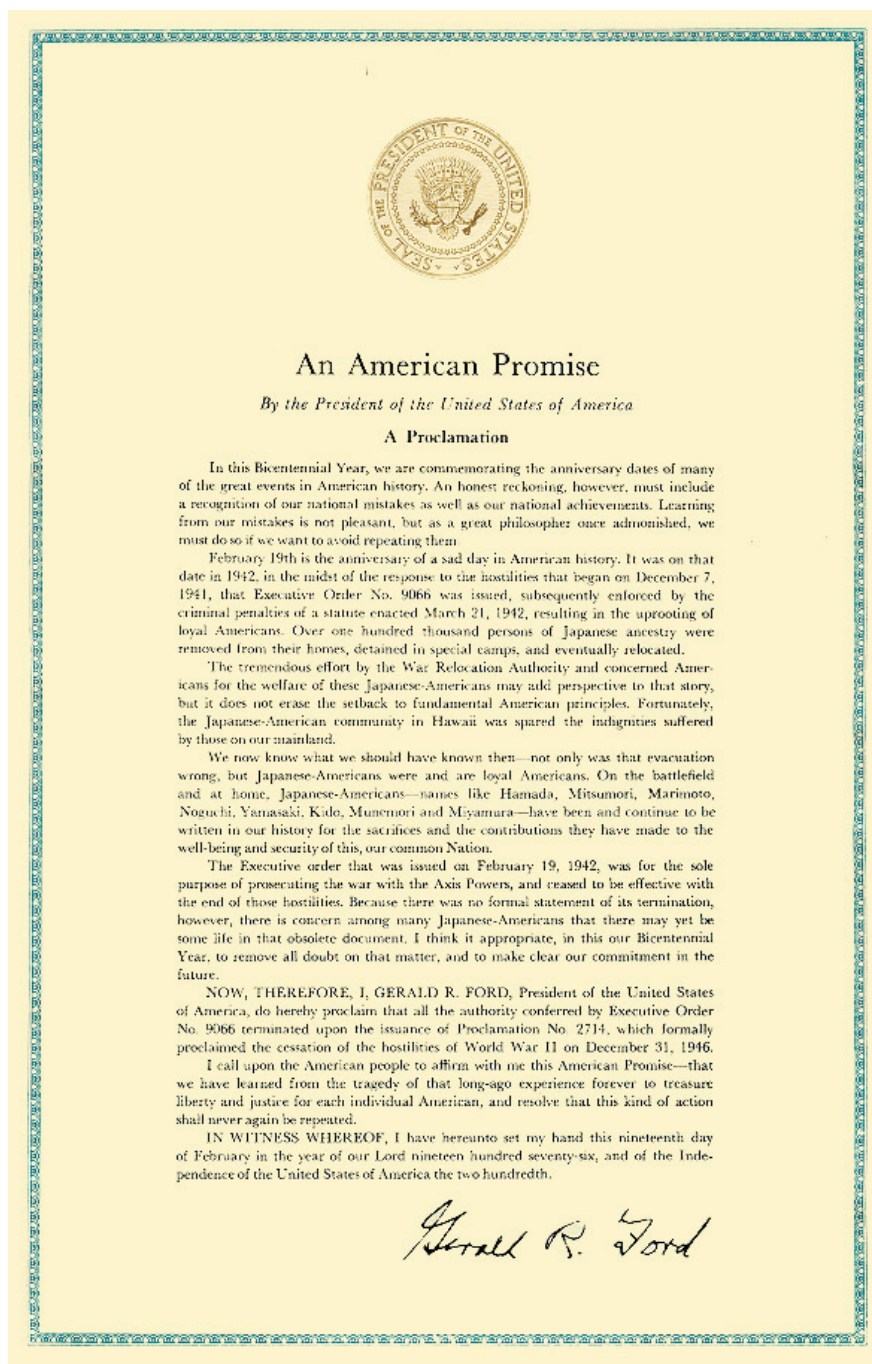 SEAL OF THE PRESIDENT OF THE UNITED STATES
An American Promise
By the President of the United States of America
A Proclamation
In this Bicentennial Year, we are commemorating the anniversary dates of many
of the great events in American history. An honest reckoning, however, must include
a recognition of our national mistakes as well as our national achievements. Learning
from our mistakes is not pleasant, but as a great philosopher once admonished, we
must do so if we want to avoid repeating them
February 19th is the anniversary of a sad day in American history. It was on that
date in 1942, in the midst of the response to the hostilities that began on December 7,
1941, that Executive Order No. 9066 was issued, subsequently enforced by the
criminal penalties of a statute enacted March 21, 1942, resulting in the uprooting of
loyal Americans. Over one hundred thousand persons of Japanese ancestry were
removed from their homes, detained in special camps, and eventually relocated.
The tremendous effort by the War Relocation Authority and concerned Amer-
icans for the welfare of these Japanese-Americans may add perspective to that story,
but it does not erase the setback to fundamental American principles. Fortunately,
the Japanese-American community in Hawaii was spared the indignities suffered
by those on our mainland.
We now know what we should have known then—not only was that evacuation
wrong, but Japanese-Americans were and are loyal Americans. On the battlefield
and at home, Japanese-Americans—names like Hamada, Mitsumori, Marimoto,
Noguchi, Yamasaki, Kido, Munemori and Miyamura—have been and continue to be
written in our history for the sacrifices and the contributions they have made to the
well-being and security of this, our common Nation.
The Executive order that was issued on February 19, 1942, was for the sole
purpose of prosecuting the war with the Axis Powers, and ceased to be effective with
the end of those hostilities. Because there was no formal statement of its termination,
however, there is concern among many Japanese-Americans that there may yet be
some life in that obsolete document. I think it appropriate, in this our Bicentennial
Year, to remove all doubt on that matter, and to make clear our commitment in the
future.
NOW, THEREFORE, I, GERALD R. FORD, President of the United States
of America, do hereby proclaim that all the authority conferred by Executive Order
No. 9066 terminated upon the issuance of Proclamation No. 2714, which formally
proclaimed the cessation of the hostilities of World War II on December 31, 1946.
I call upon the American people to affirm with me this American Promise—that
we have learned from the tragedy of that long-ago experience forever to treasure
liberty and justice for each individual American, and resolve that this kind of action
shall never again be repeated.
IN WITNESS WHEREOF, I have hereunto set my hand this nineteenth day
of February in the year of our Lord nineteen hundred seventy-six, and of the Inde-
pendence of the United States of America the two hundredth.
Gerald R. Ford